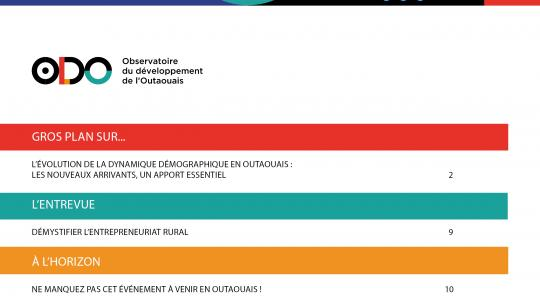 ODO
Observatoire
du développement
de l'Outaouais
GROS PLAN SUR...
L'ÉVOLUTION DE LA DYNAMIQUE DÉMOGRAPHIQUE EN OUTAOUAIS :
LES NOUVEAUX ARRIVANTS, UN APPORT ESSENTIEL 2
L'ENTREVUE
DÉMYSTIFIER L'ENTREPRENEURIAT RURAL 9
À L'HORIZON
NE MANQUEZ PAS CET ÉVÉNEMENT À VENIR EN OUTAOUAIS ! 10